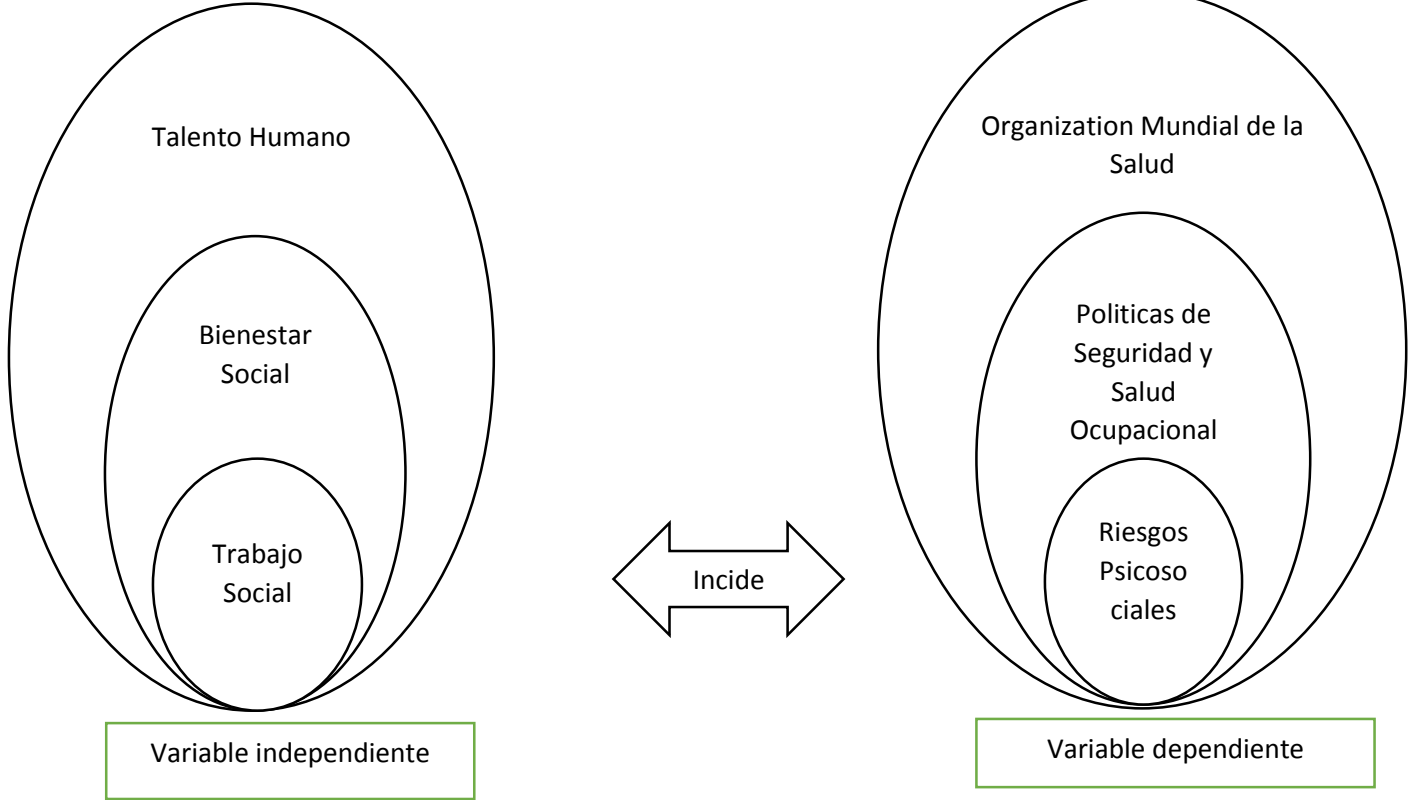 Talento Humano
Bienestar
Social
Trabajo
Social
Variable independiente
Incide
Organization Mundial de la
Salud
Politicas de
Seguridad y
Salud
Ocupacional
Riesgos
Psicoso
ciales
Variable dependiente